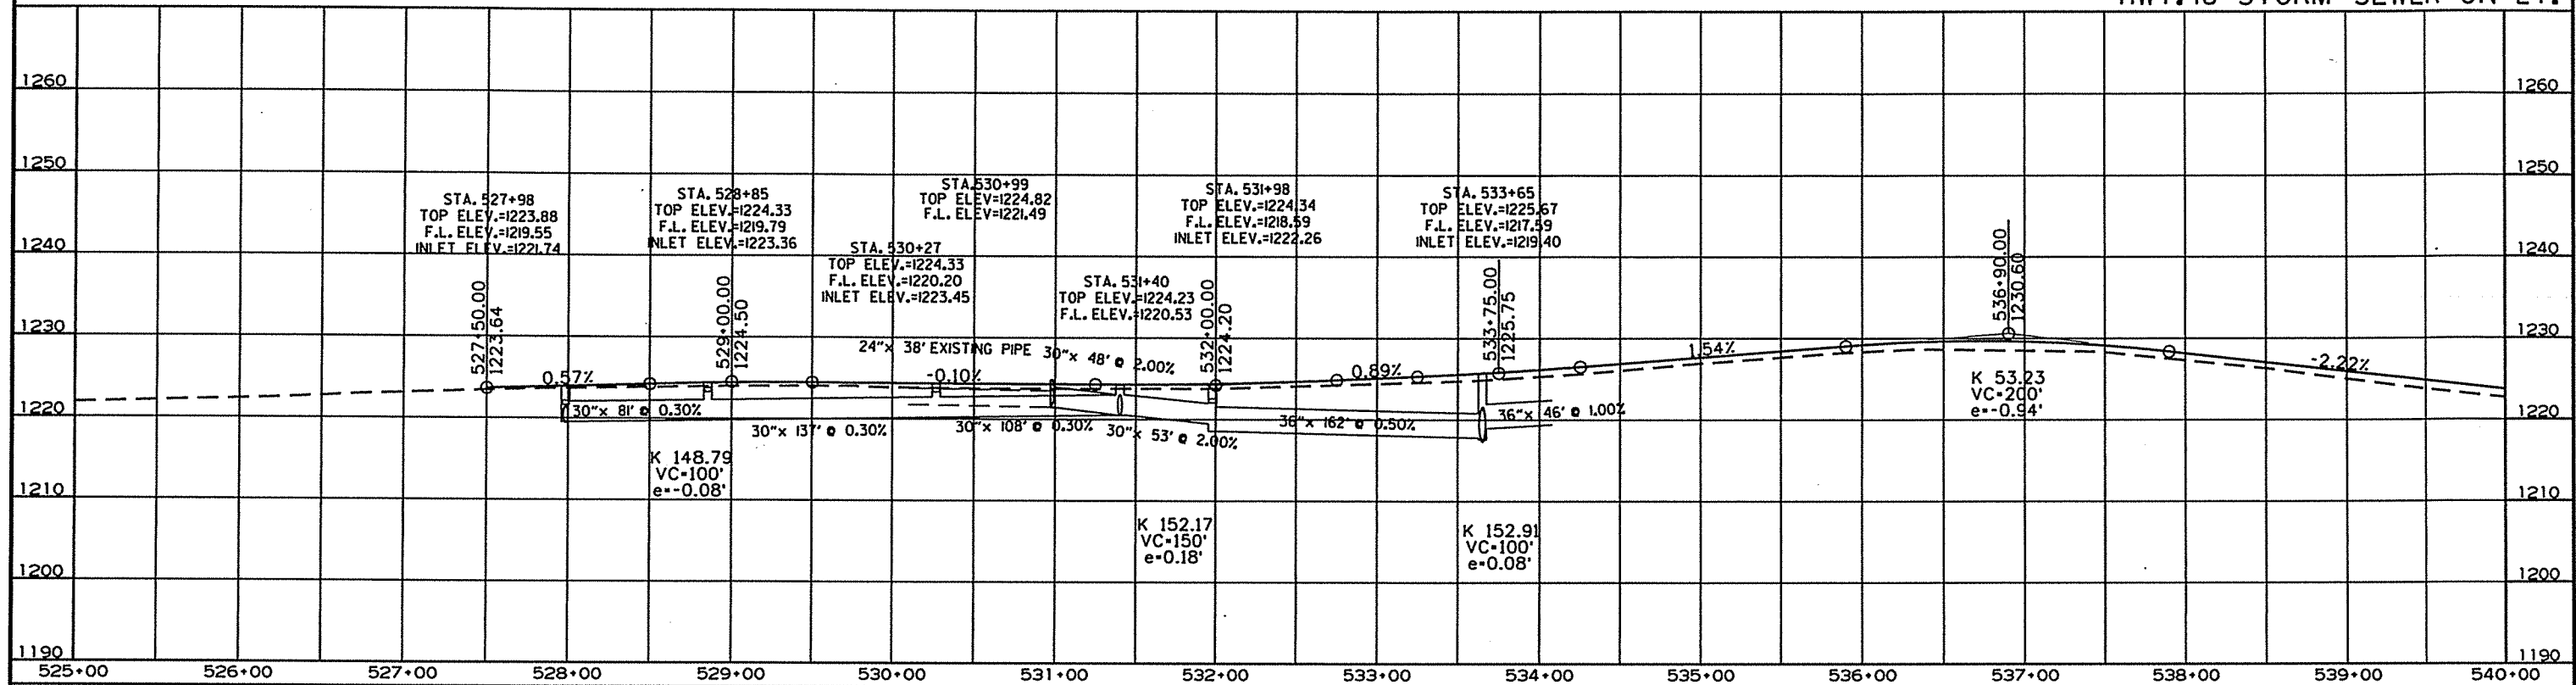 HWY.18 STORM SEWER ON LT.
1260
1260
1250
1250
1240
1240
1230
1230
1220
1220
1210
1210
1200
1200
1190
1190
STA. 527+98
TOP ELEV.=1223.88
F.L. ELEV.=1219.55
INLET ELEV.=1221.74
STA. 528+85
TOP ELEV.=1224.33
F.L. ELEV.=1219.79
INLET ELEV.=1223.36
STA. 530+27
TOP ELEV.=1224.33
F.L. ELEV.=1220.20
INLET ELEV.=1223.45
STA.530+99
TOP ELEV=1224.82
F.L. ELEV=1221.49
STA. 531+40
TOP ELEV.=1224.23
F.L. ELEV.=1220.53
STA. 531+98
TOP ELEV.=1224.34
F.L. ELEV.=1218.59
INLET ELEV.=1222.26
STA. 533+65
TOP ELEV.=1225.67
F.L. ELEV.=1217.59
INLET ELEV.=1219.40
527+50.00
1223.64
529+00.00
1224.50
532+00.00
1224.20
533+75.00
1225.75
536+90.00
1230.60
0.57%
-0.10%
0.89%
1.54%
-2.22%
24"x 38' EXISTING PIPE
30"x 48' @ 2.00%
30"x 81' @ 0.30%
30"x 137' @ 0.30%
30"x 108' @ 0.30%
30"x 53' @ 2.00%
36"x 162' @ 0.50%
36"x 46' @ 1.00%
K 148.79
VC=100'
e=-0.08'
K 152.17
VC=150'
e=0.18'
K 152.91
VC=100'
e=0.08'
K 53.23
VC=200'
e=-0.94'
525+00 526+00 527+00 528+00 529+00 530+00 531+00 532+00 533+00 534+00 535+00 536+00 537+00 538+00 539+00 540+00